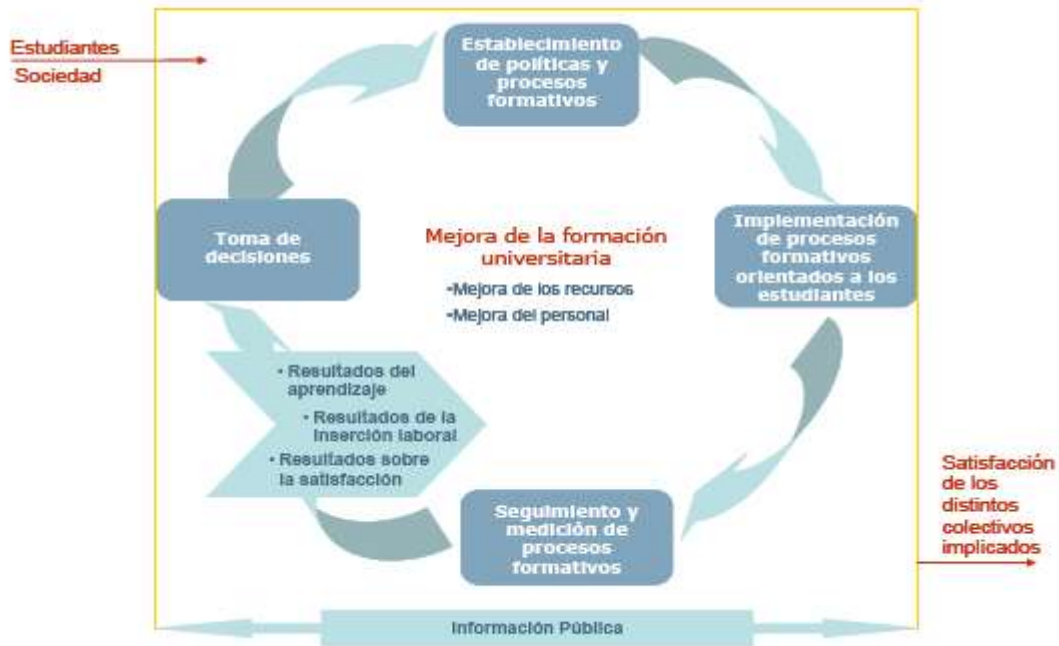 Estudiantes
Sociedad
Establecimiento
de políticas y
procesos
formativos
Toma de
decisiones
Mejora de la formación
universitaria
-Mejora de los recursos
-Mejora del personal
Implementación
de procesos
formativos
orientados a los
estudiantes
• Resultados del
aprendizaje
• Resultados de la
Inserción laboral
• Resultados sobre
la satisfacción
Seguimiento y
medición de
procesos
formativos
Satisfacción
de los
distintos
colectivos
implicados
Información Pública